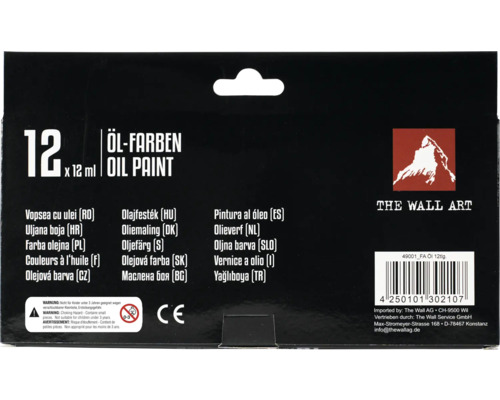 12 x 12 ml
ÖL-FARBEN
OIL PAINT
THE WALL ART
Vopsea cu ulei (RO)
Uljana boja (HR)
Farba olejna (PL)
Couleurs à l'huile (F)
Olejová barva (CZ)
Olajfesték (HU)
Oliemaling (DK)
Oljefärg (S)
Olejová farba (SK)
Маслена боя (BG)
Pintura al óleo (ES)
Olieverf (NL)
Oljna barva (SLO)
Vernice a olio (I)
Yağlıboya (TR)
49001_FA Öl 12tlg
4 250101 302107
Imported by: The Wall AG • CH-9500 Wil
Vertrieben durch: The Wall Service GmbH
Max-Stromeyer-Strasse 168 • D-78467 Konstanz
info@thewallag.de
0-3
CE